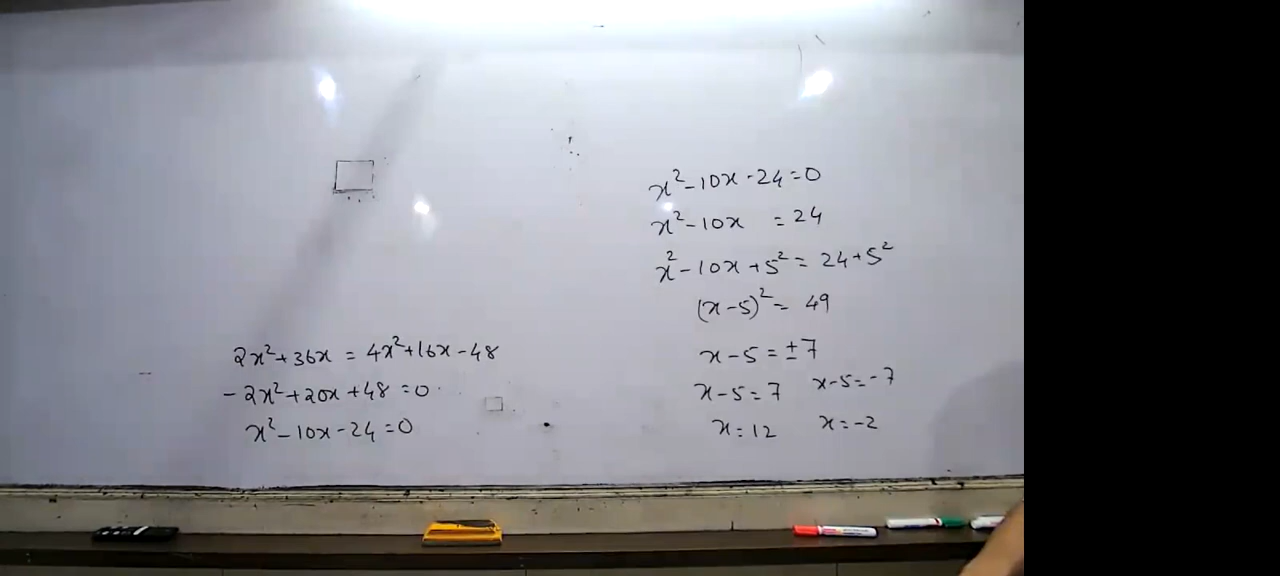 2x²+36x = 4x²+16x-48
-2x²+20x+48=0
x²-10x-24=0
x²-10x-24=0
x²-10x = 24
x²-10x+5²= 24+5²
(x-5)²= 49
x-5=±7
x-5=7 x-5=-7
x=12 x=-2